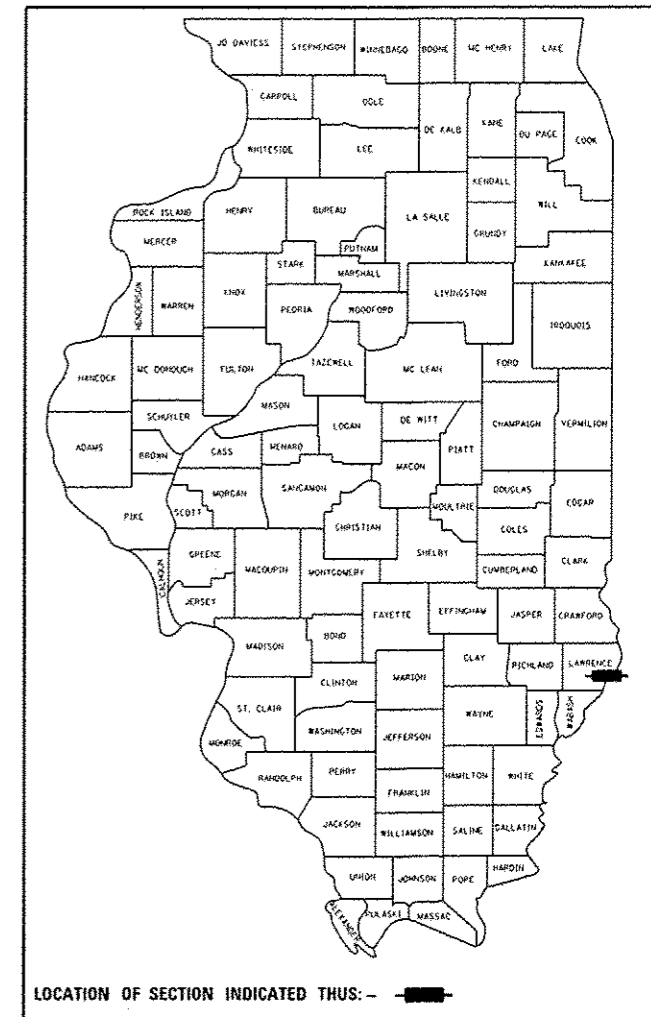 JO DAVIESS
STEPHENSON
WINNEBAGO
BOONE
MC HENRY
LAKE
CARROLL
OGLE
DE KALB
KANE
DU PAGE
COOK
WHITESIDE
LEE
KENDALL
WILL
ROCK ISLAND
HENRY
BUREAU
LA SALLE
GRUNDY
MERCER
PUTNAM
KANKAKEE
STARK
MARSHALL
HENDERSON
WARREN
KNOX
PEORIA
WOODFORD
LIVINGSTON
IROQUOIS
HANCOCK
MC DONOUGH
FULTON
TAZEWELL
MC LEAN
FORD
MASON
SCHUYLER
LOGAN
DE WITT
CHAMPAIGN
VERMILION
ADAMS
BROWN
CASS
MENARD
PIATT
MACON
MORGAN
SANGAMON
DOUGLAS
EDGAR
PIKE
SCOTT
MOULTRIE
CHRISTIAN
COLES
GREENE
MACOUPIN
MONTGOMERY
SHELBY
CUMBERLAND
CLARK
CALHOUN
JERSEY
FAYETTE
EFFINGHAM
JASPER
CRAWFORD
MADISON
BOND
CLAY
RICHLAND
LAWRENCE
CLINTON
MARION
ST. CLAIR
WAYNE
EDWARDS
WABASH
MONROE
WASHINGTON
JEFFERSON
RANDOLPH
PERRY
HAMILTON
WHITE
FRANKLIN
JACKSON
WILLIAMSON
SALINE
GALLATIN
UNION
JOHNSON
POPE
HARDIN
ALEXANDER
PULASKI
MASSAC
LOCATION OF SECTION INDICATED THUS: -